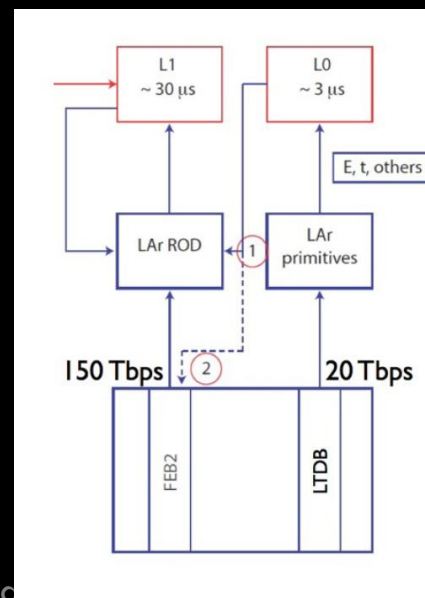 L1
~ 30 μs
L0
~ 3 μs
E, t, others
LAr ROD
1
LAr
primitives
150 Tbps
2
20 Tbps
FEB2
LTDB